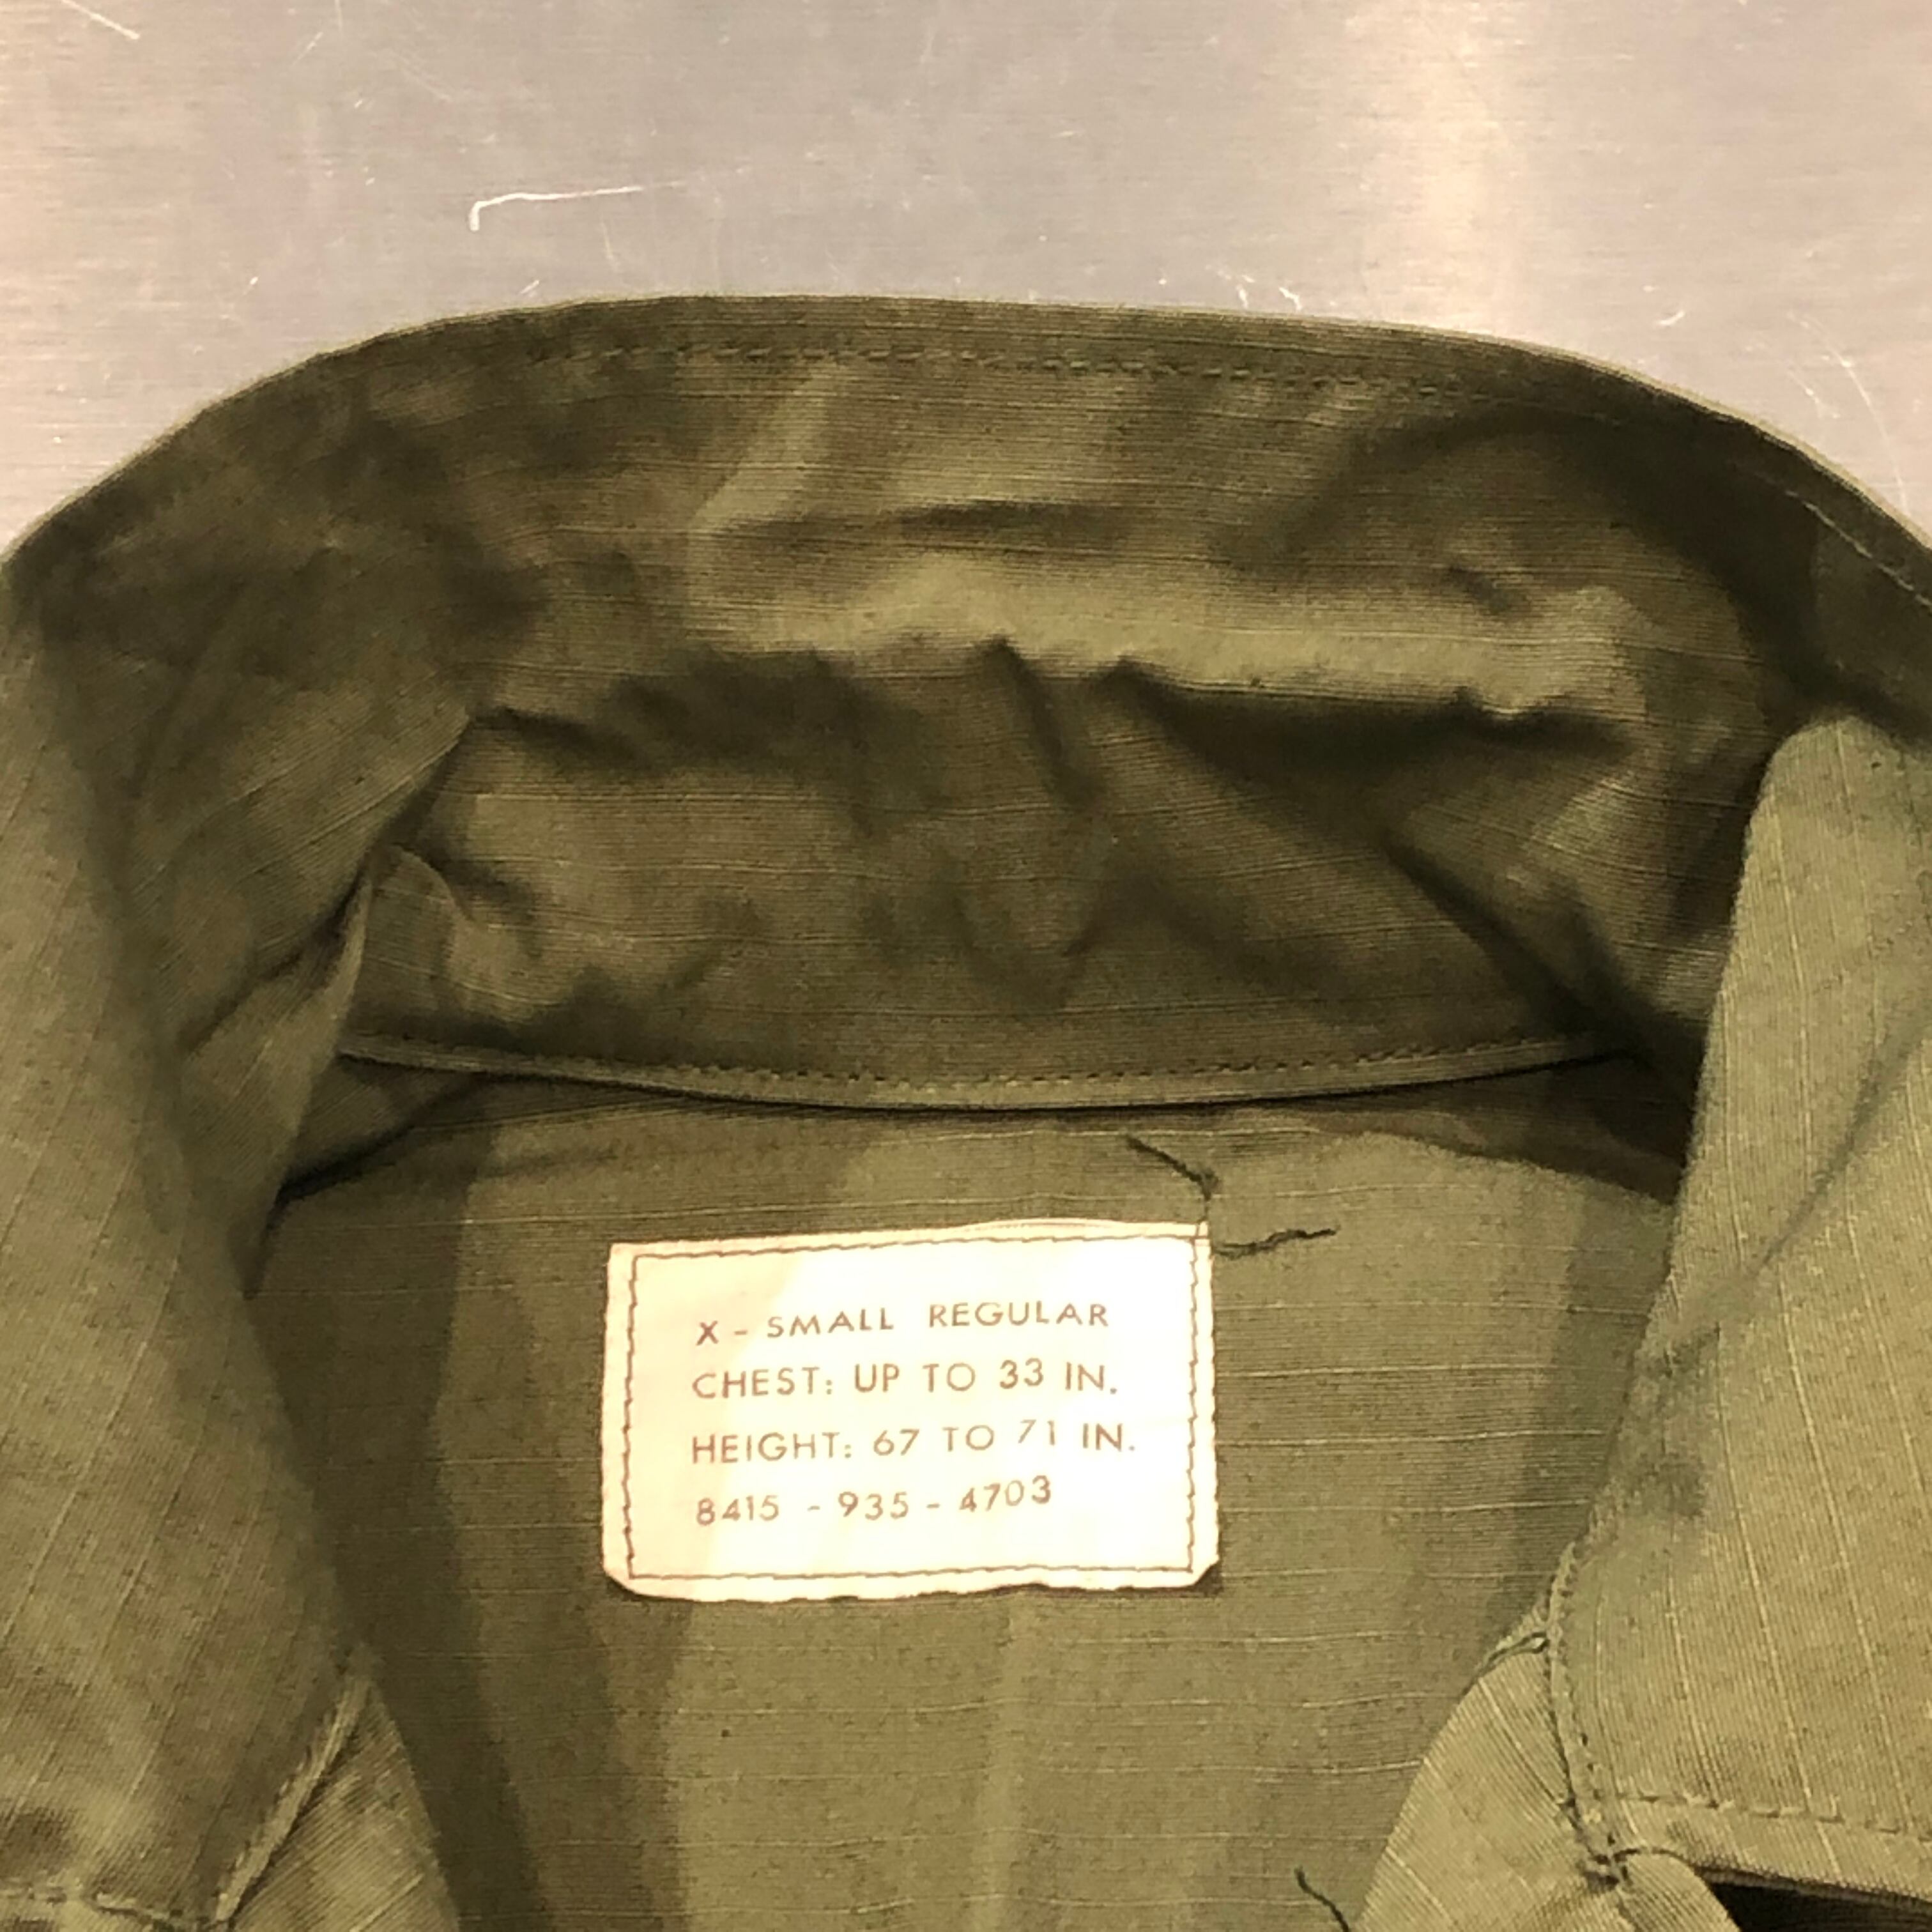 X - SMALL REGULAR
CHEST: UP TO 33 IN.
HEIGHT: 67 TO 71 IN.
8415 - 935 - 4703